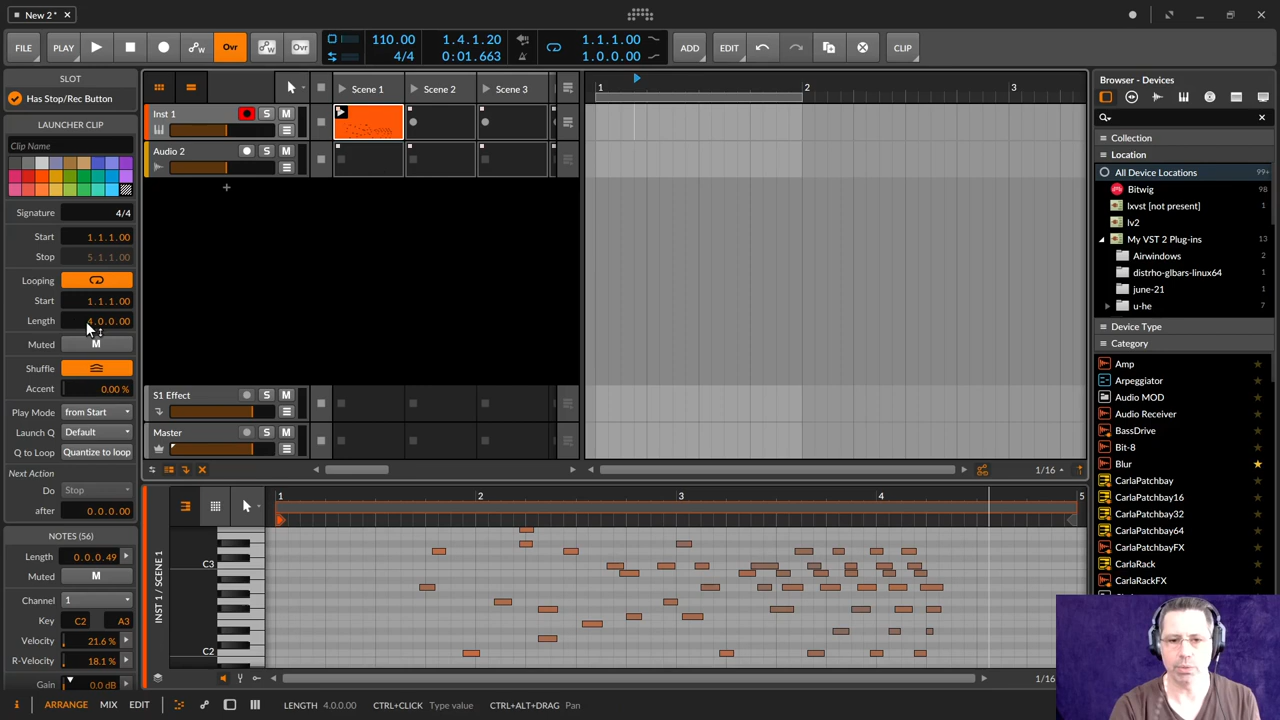 New 2*
FILE
PLAY
Ovr
110.00
4/4
1.4.1.20
0:01.663
1.1.1.00
1.0.0.00
ADD
EDIT
CLIP
SLOT
Has Stop/Rec Button
LAUNCHER CLIP
Clip Name
Signature 4/4
Start 1.1.1.00
Stop 5.1.1.00
Looping
Start 1.1.1.00
Length 4.0.0.00
Muted M
Shuffle
Accent 0.00 %
Play Mode from Start
Launch Q Default
Q to Loop Quantize to loop
Next Action
Do Stop
after 0.0.0.00
NOTES (56)
Length 0.0.0.49
Muted M
Channel 1
Key C2 A3
Velocity 21.6 %
R-Velocity 18.1 %
Gain 0.0 dB
Scene 1 Scene 2 Scene 3
Inst 1 S M
Audio 2 S M
S1 Effect S M
Master S M
1 2 3
1/16
1 2 3 4 5
INST 1 / SCENE 1
C3
C2
1/16
Browser - Devices
Collection
Location
All Device Locations 99+
Bitwig 98
lxvst [not present] 1
lv2
My VST 2 Plug-ins 13
Airwindows 2
distrho-glbars-linux64 1
june-21 1
u-he 3
Device Type
Category
Amp
Arpeggiator
Audio MOD
Audio Receiver
BassDrive
Bit-8
Blur
CarlaPatchbay
CarlaPatchbay16
CarlaPatchbay32
CarlaPatchbay64
CarlaPatchbayFX
CarlaRack
CarlaRackFX
ARRANGE MIX EDIT
LENGTH 4.0.0.00 CTRL+CLICK Type value CTRL+ALT+DRAG Pan